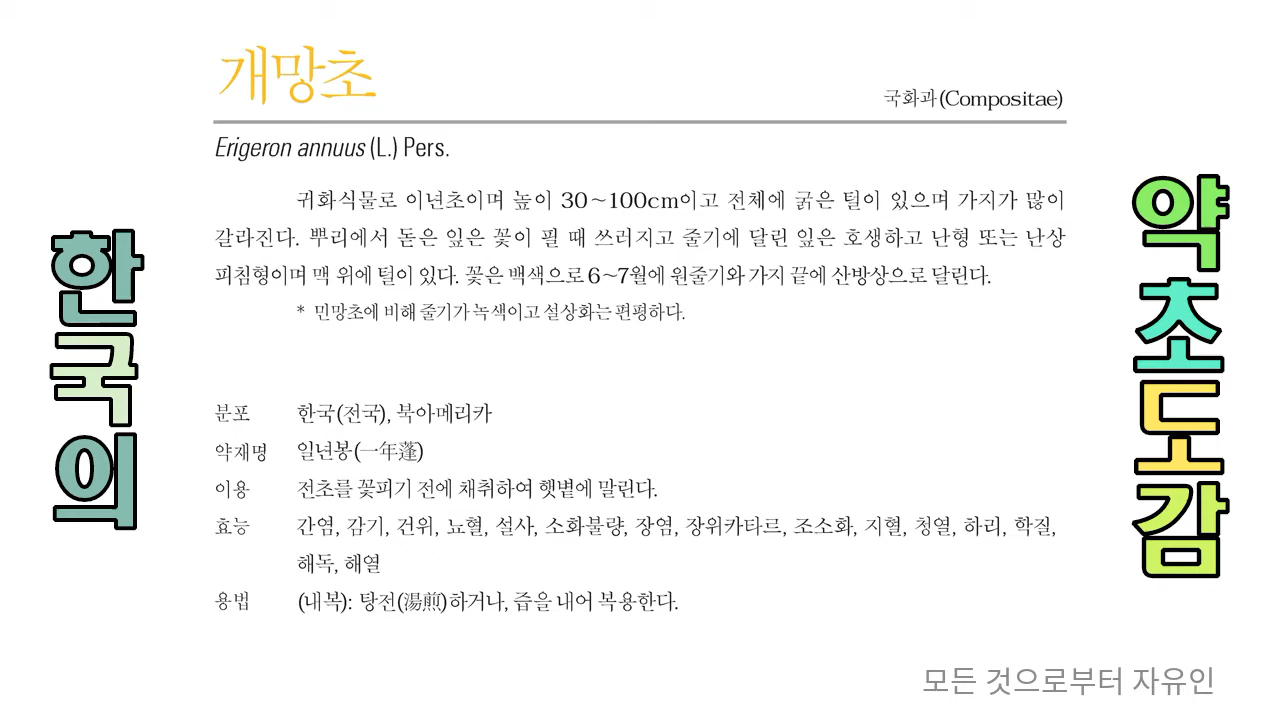 한국의
개망초
국화과(Compositae)
Erigeron annuus (L.) Pers.
귀화식물로 이년초이며 높이 30~100cm이고 전체에 굵은 털이 있으며 가지가 많이
갈라진다. 뿌리에서 돋은 잎은 꽃이 필 때 쓰러지고 줄기에 달린 잎은 호생하고 난형 또는 난상
피침형이며 맥 위에 털이 있다. 꽃은 백색으로 6~7월에 원줄기와 가지 끝에 산방상으로 달린다.
* 민망초에 비해 줄기가 녹색이고 설상화는 편평하다.
분포 한국(전국), 북아메리카
약재명 일년봉(一年蓬)
이용 전초를 꽃피기 전에 채취하여 햇볕에 말린다.
효능 간염, 감기, 건위, 뇨혈, 설사, 소화불량, 장염, 장위카타르, 조소화, 지혈, 청열, 하리, 학질,
해독, 해열
용법 (내복): 탕전(湯煎)하거나, 즙을 내어 복용한다.
약초도감
모든 것으로부터 자유인